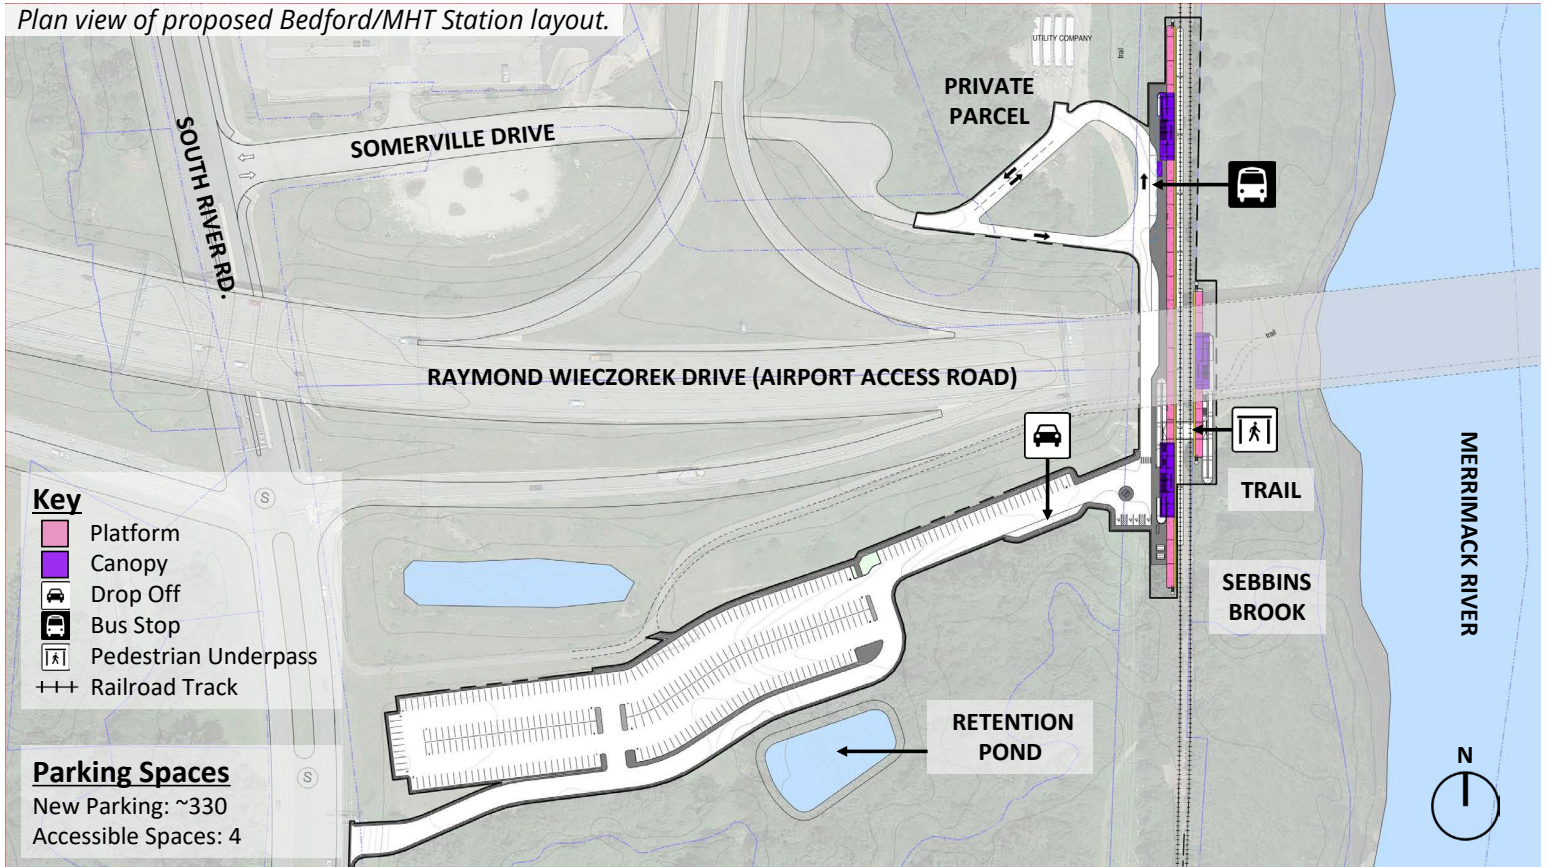 Plan view of proposed Bedford/MHT Station layout.
UTILITY COMPANY
trail
PRIVATE
PARCEL
SOUTH RIVER RD.
SOMERVILLE DRIVE
RAYMOND WIECZOREK DRIVE (AIRPORT ACCESS ROAD)
trail
TRAIL
SEBBINS
BROOK
MERRIMACK RIVER
RETENTION
POND
S
S
Key
Platform
Canopy
Drop Off
Bus Stop
Pedestrian Underpass
Railroad Track
Parking Spaces
New Parking: ~330
Accessible Spaces: 4
N